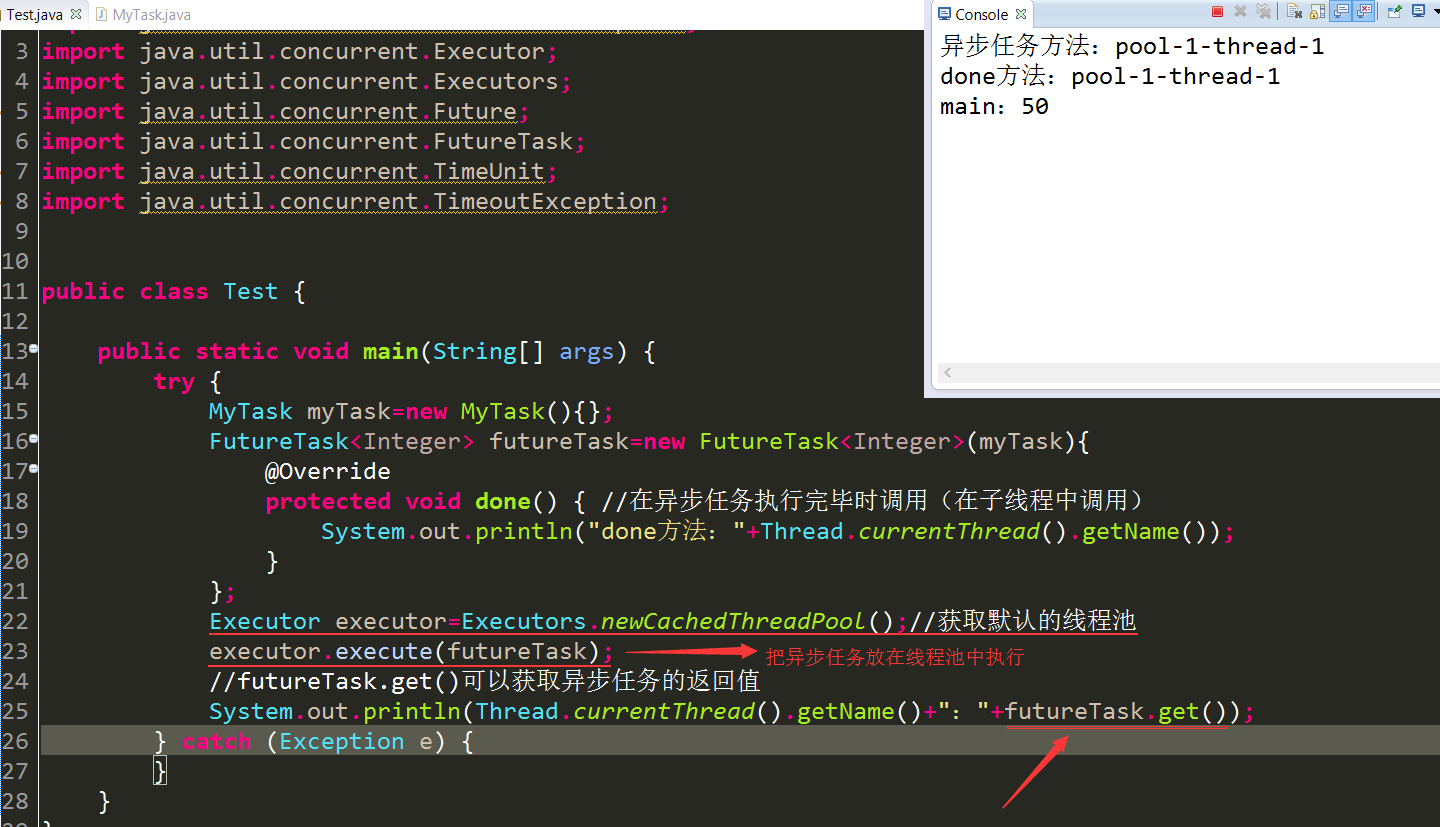 Test.java
MyTask.java
3 import java.util.concurrent.Executor;
4 import java.util.concurrent.Executors;
5 import java.util.concurrent.Future;
6 import java.util.concurrent.FutureTask;
7 import java.util.concurrent.TimeUnit;
8 import java.util.concurrent.TimeoutException;
9
10
11 public class Test {
12
13     public static void main(String[] args) {
14         try {
15             MyTask myTask=new MyTask(){};
16             FutureTask<Integer> futureTask=new FutureTask<Integer>(myTask){
17                 @Override
18                 protected void done() { //在异步任务执行完毕时调用（在子线程中调用）
19                     System.out.println("done方法："+Thread.currentThread().getName());
20                 }
21             };
22             Executor executor=Executors.newCachedThreadPool();//获取默认的线程池
23             executor.execute(futureTask); 把异步任务放在线程池中执行
24             //futureTask.get()可以获取异步任务的返回值
25             System.out.println(Thread.currentThread().getName()+"："+futureTask.get());
26         } catch (Exception e) {
27         }
28     }
Console
异步任务方法：pool-1-thread-1
done方法：pool-1-thread-1
main：50